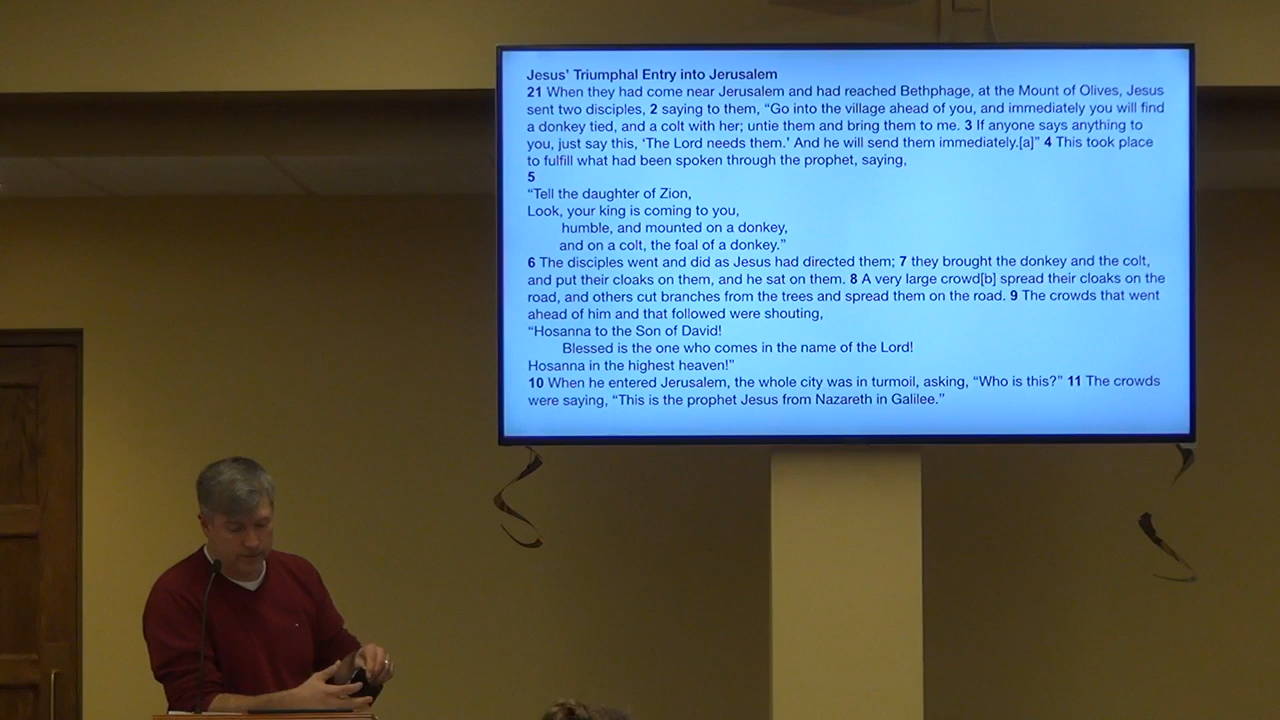 Jesus’ Triumphal Entry into Jerusalem
21 When they had come near Jerusalem and had reached Bethphage, at the Mount of Olives, Jesus
sent two disciples, 2 saying to them, “Go into the village ahead of you, and immediately you will find
a donkey tied, and a colt with her; untie them and bring them to me. 3 If anyone says anything to
you, just say this, ‘The Lord needs them.’ And he will send them immediately.[a]” 4 This took place
to fulfill what had been spoken through the prophet, saying,
5
“Tell the daughter of Zion,
Look, your king is coming to you,
humble, and mounted on a donkey,
and on a colt, the foal of a donkey.”
6 The disciples went and did as Jesus had directed them; 7 they brought the donkey and the colt,
and put their cloaks on them, and he sat on them. 8 A very large crowd[b] spread their cloaks on the
road, and others cut branches from the trees and spread them on the road. 9 The crowds that went
ahead of him and that followed were shouting,
“Hosanna to the Son of David!
Blessed is the one who comes in the name of the Lord!
Hosanna in the highest heaven!”
10 When he entered Jerusalem, the whole city was in turmoil, asking, “Who is this?” 11 The crowds
were saying, “This is the prophet Jesus from Nazareth in Galilee.”